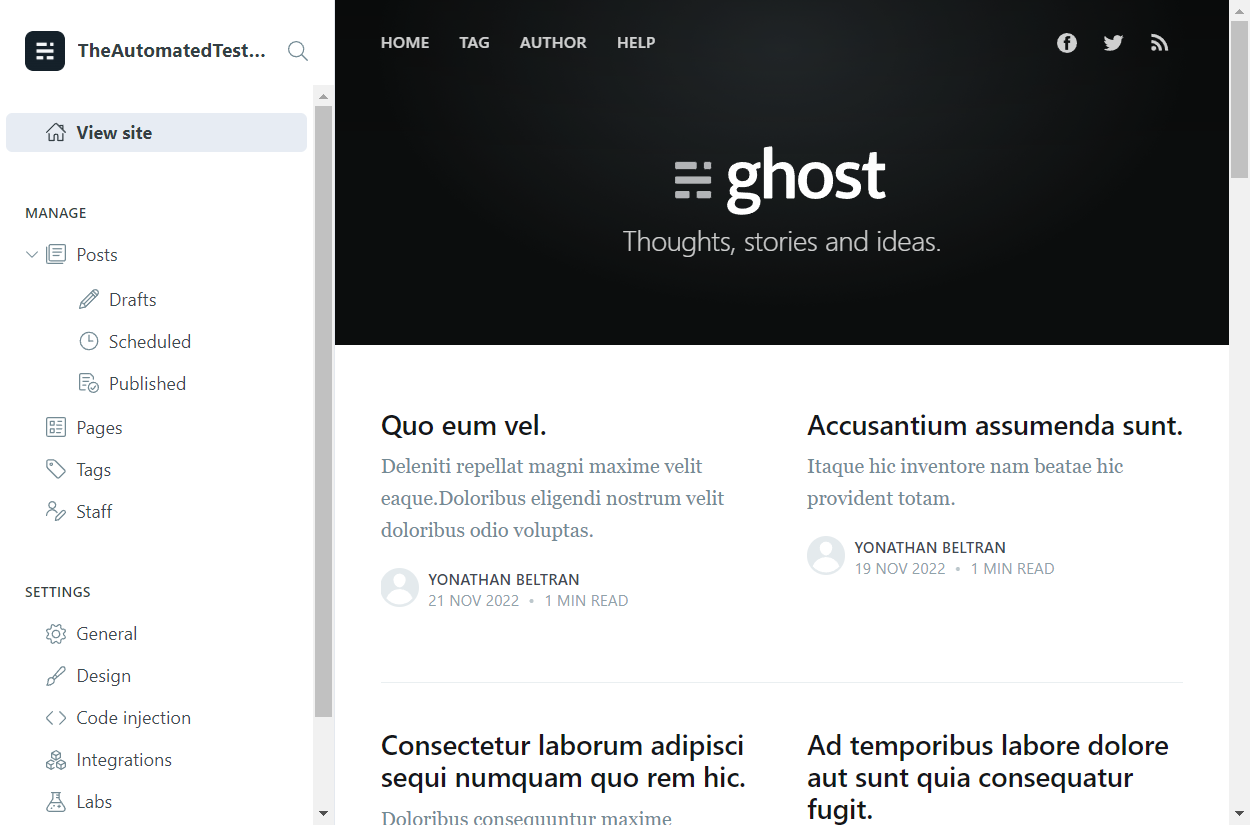 TheAutomatedTest...
View site
MANAGE
Posts
Drafts
Scheduled
Published
Pages
Tags
Staff
SETTINGS
General
Design
Code injection
Integrations
Labs
HOME TAG AUTHOR HELP
ghost
Thoughts, stories and ideas.
Quo eum vel.
Deleniti repellat magni maxime velit
eaque.Doloribus eligendi nostrum velit
doloribus odio voluptas.
YONATHAN BELTRAN
21 NOV 2022 • 1 MIN READ
Accusantium assumenda sunt.
Itaque hic inventore nam beatae hic
provident totam.
YONATHAN BELTRAN
19 NOV 2022 • 1 MIN READ
Consectetur laborum adipisci
sequi numquam quo rem hic.
Doloribus consequuntur maxime
Ad temporibus labore dolore
aut sunt quia consequatur
fugit.